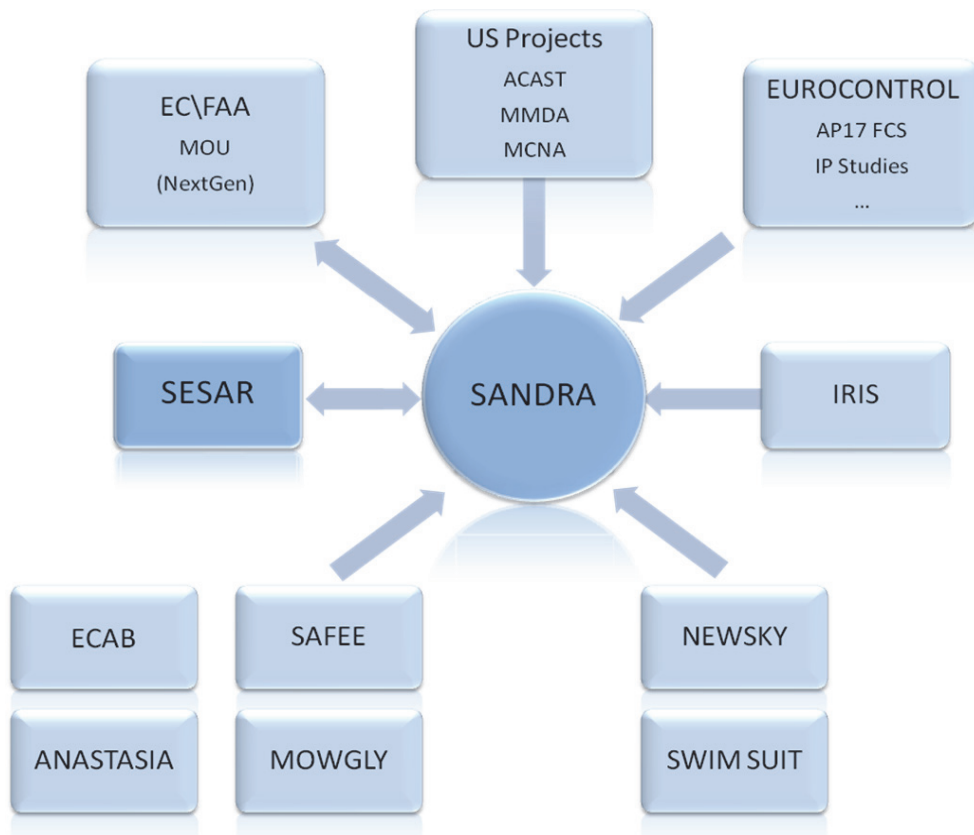 US Projects
ACAST
MMDA
MCNA
EC\FAA
MOU
(NextGen)
EUROCONTROL
AP17 FCS
IP Studies
...
SESAR
SANDRA
IRIS
ECAB
SAFEE
NEWSKY
ANASTASIA
MOWGLY
SWIM SUIT